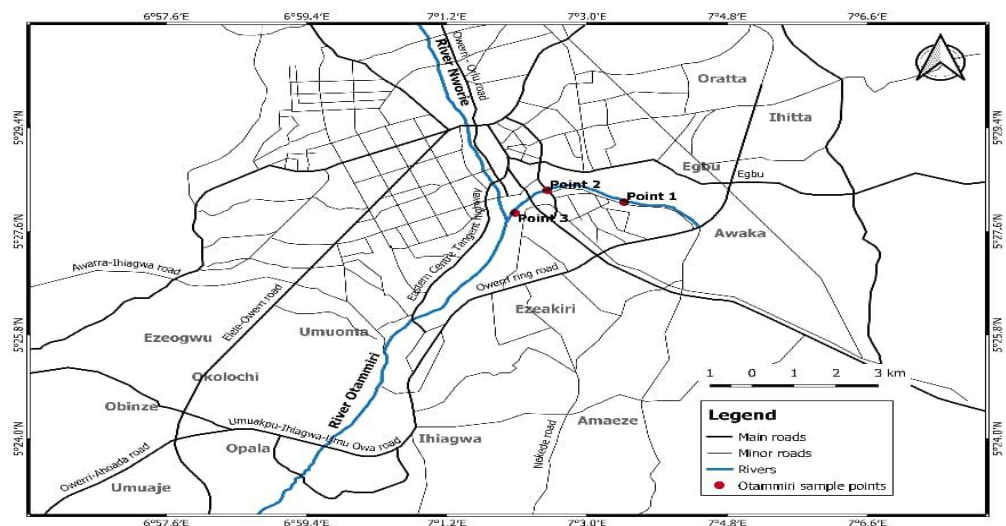 6°57.6'E 6°59.4'E 7°1.2'E 7°3.0'E 7°4.8'E 7°6.6'E
River Nworie
Owerri - Orlu road
Oratta
Ihitta
5°29.4'N
5°29.4'N
Egbu
Egbu
Point 2
Point 1
Point 3
5°27.6'N
5°27.6'N
Awaka
Eastern Centre Tangent highway
Awarra-Ihiagwa road
Owerri ring road
Ezeakiri
Elele-Owerri road
Umuoma
Ezeogwu
5°25.8'N
5°25.8'N
Okolochi
River Otammiri
1 0 1 2 3 km
Obinze
Legend
Main roads
Minor roads
Rivers
Otammiri sample points
Amaeze
Umuakpu-Ihiagwa-Umu Owa road
Ihiagwa
Nekede road
Opala
5°24.0'N
5°24.0'N
Owerri-Ahoada road
Umuaje
6°57.6'E 6°59.4'E 7°1.2'E 7°3.0'E 7°4.8'E 7°6.6'E